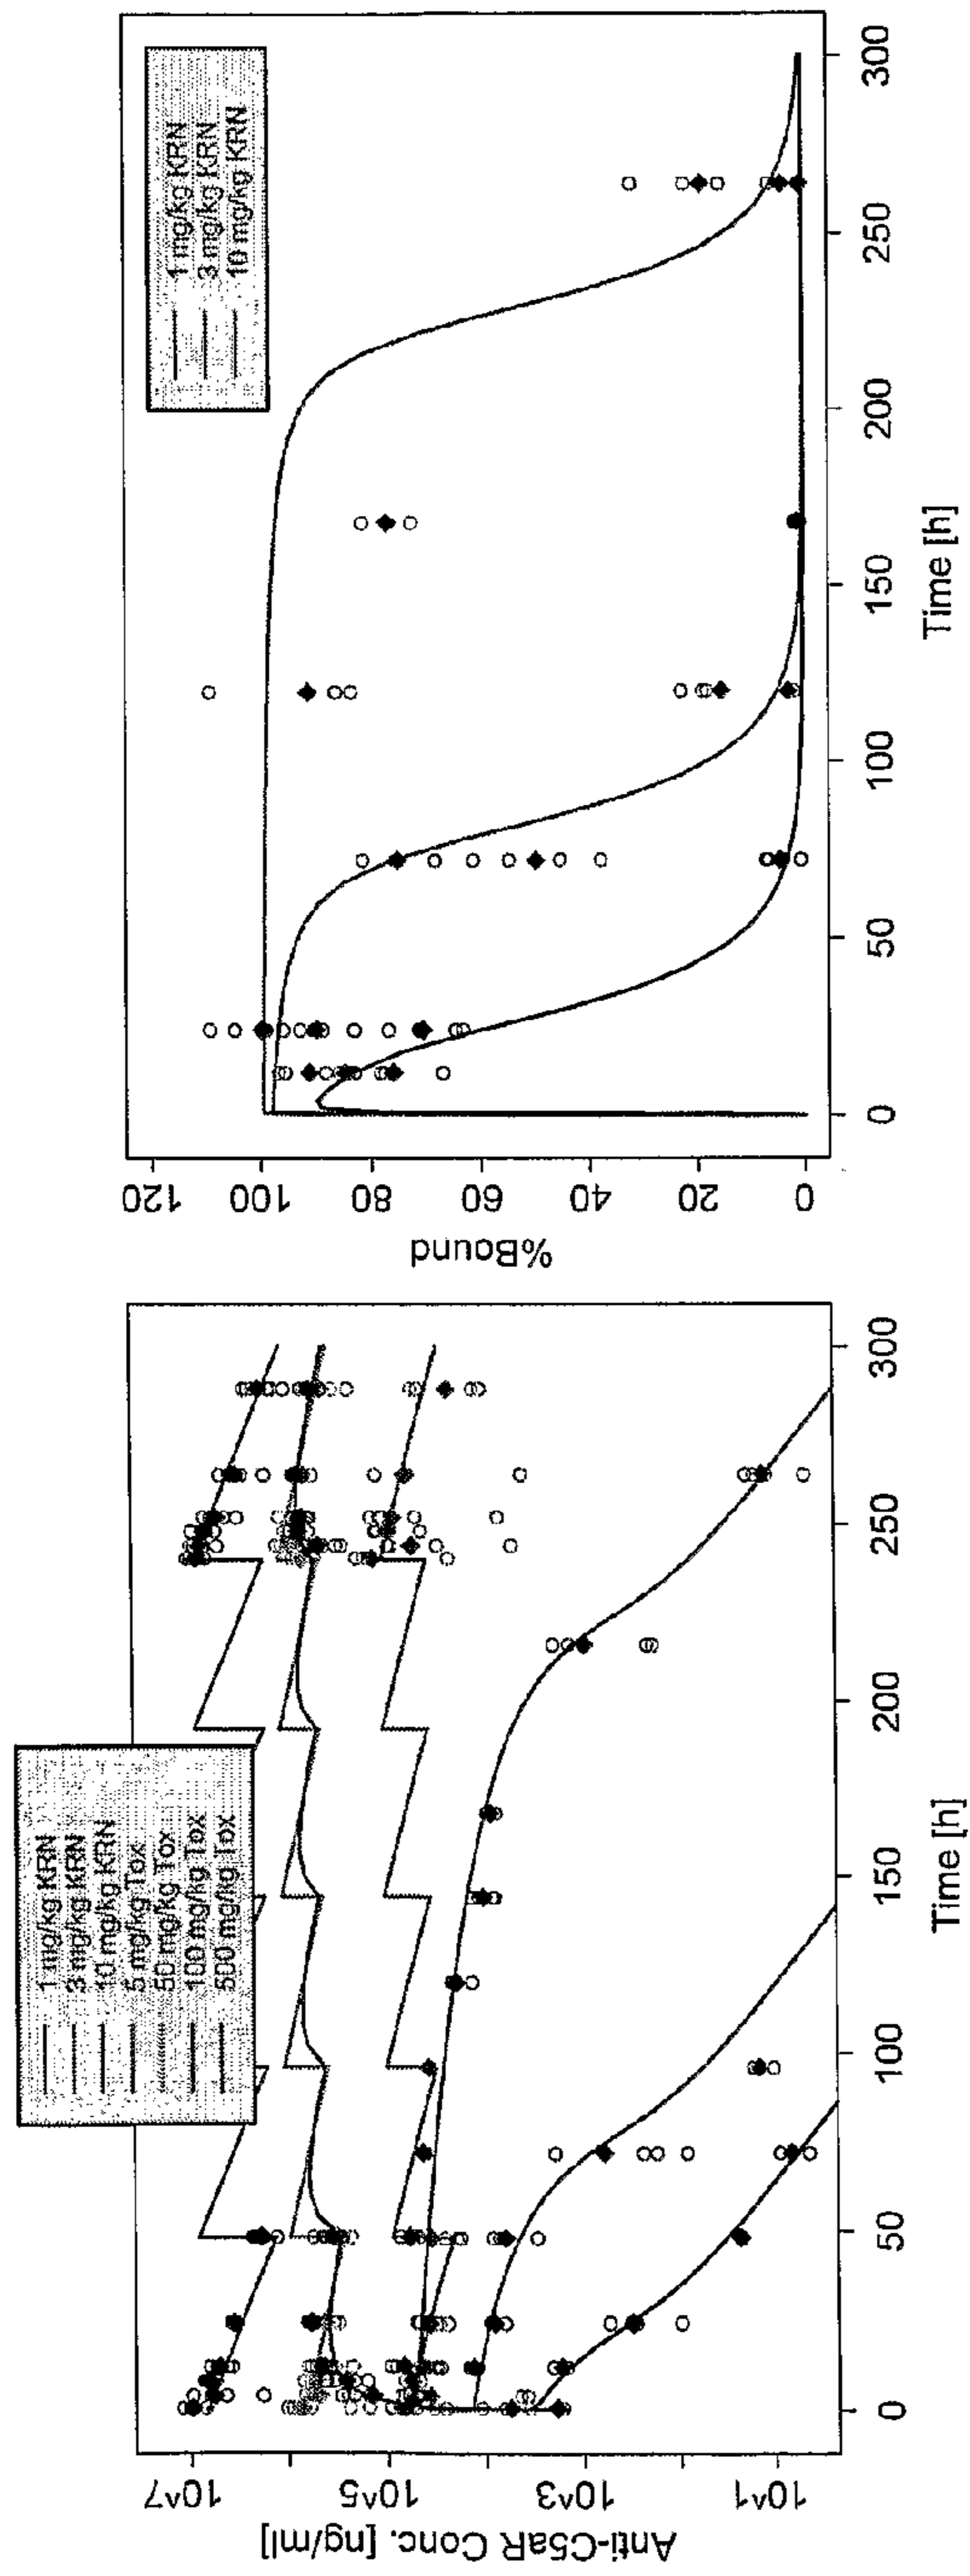 Anti-C5aR Conc. [ng/ml]
10^7
10^5
10^3
10^1
1 mg/kg KRN
3 mg/kg KRN
10 mg/kg KRN
5 mg/kg Tox
50 mg/kg Tox
100 mg/kg Tox
500 mg/kg Tox
0
50
100
150
200
250
300
Time [h]
%Bound
120
100
80
60
40
20
0
1 mg/kg KRN
3 mg/kg KRN
10 mg/kg KRN
0
50
100
150
200
250
300
Time [h]